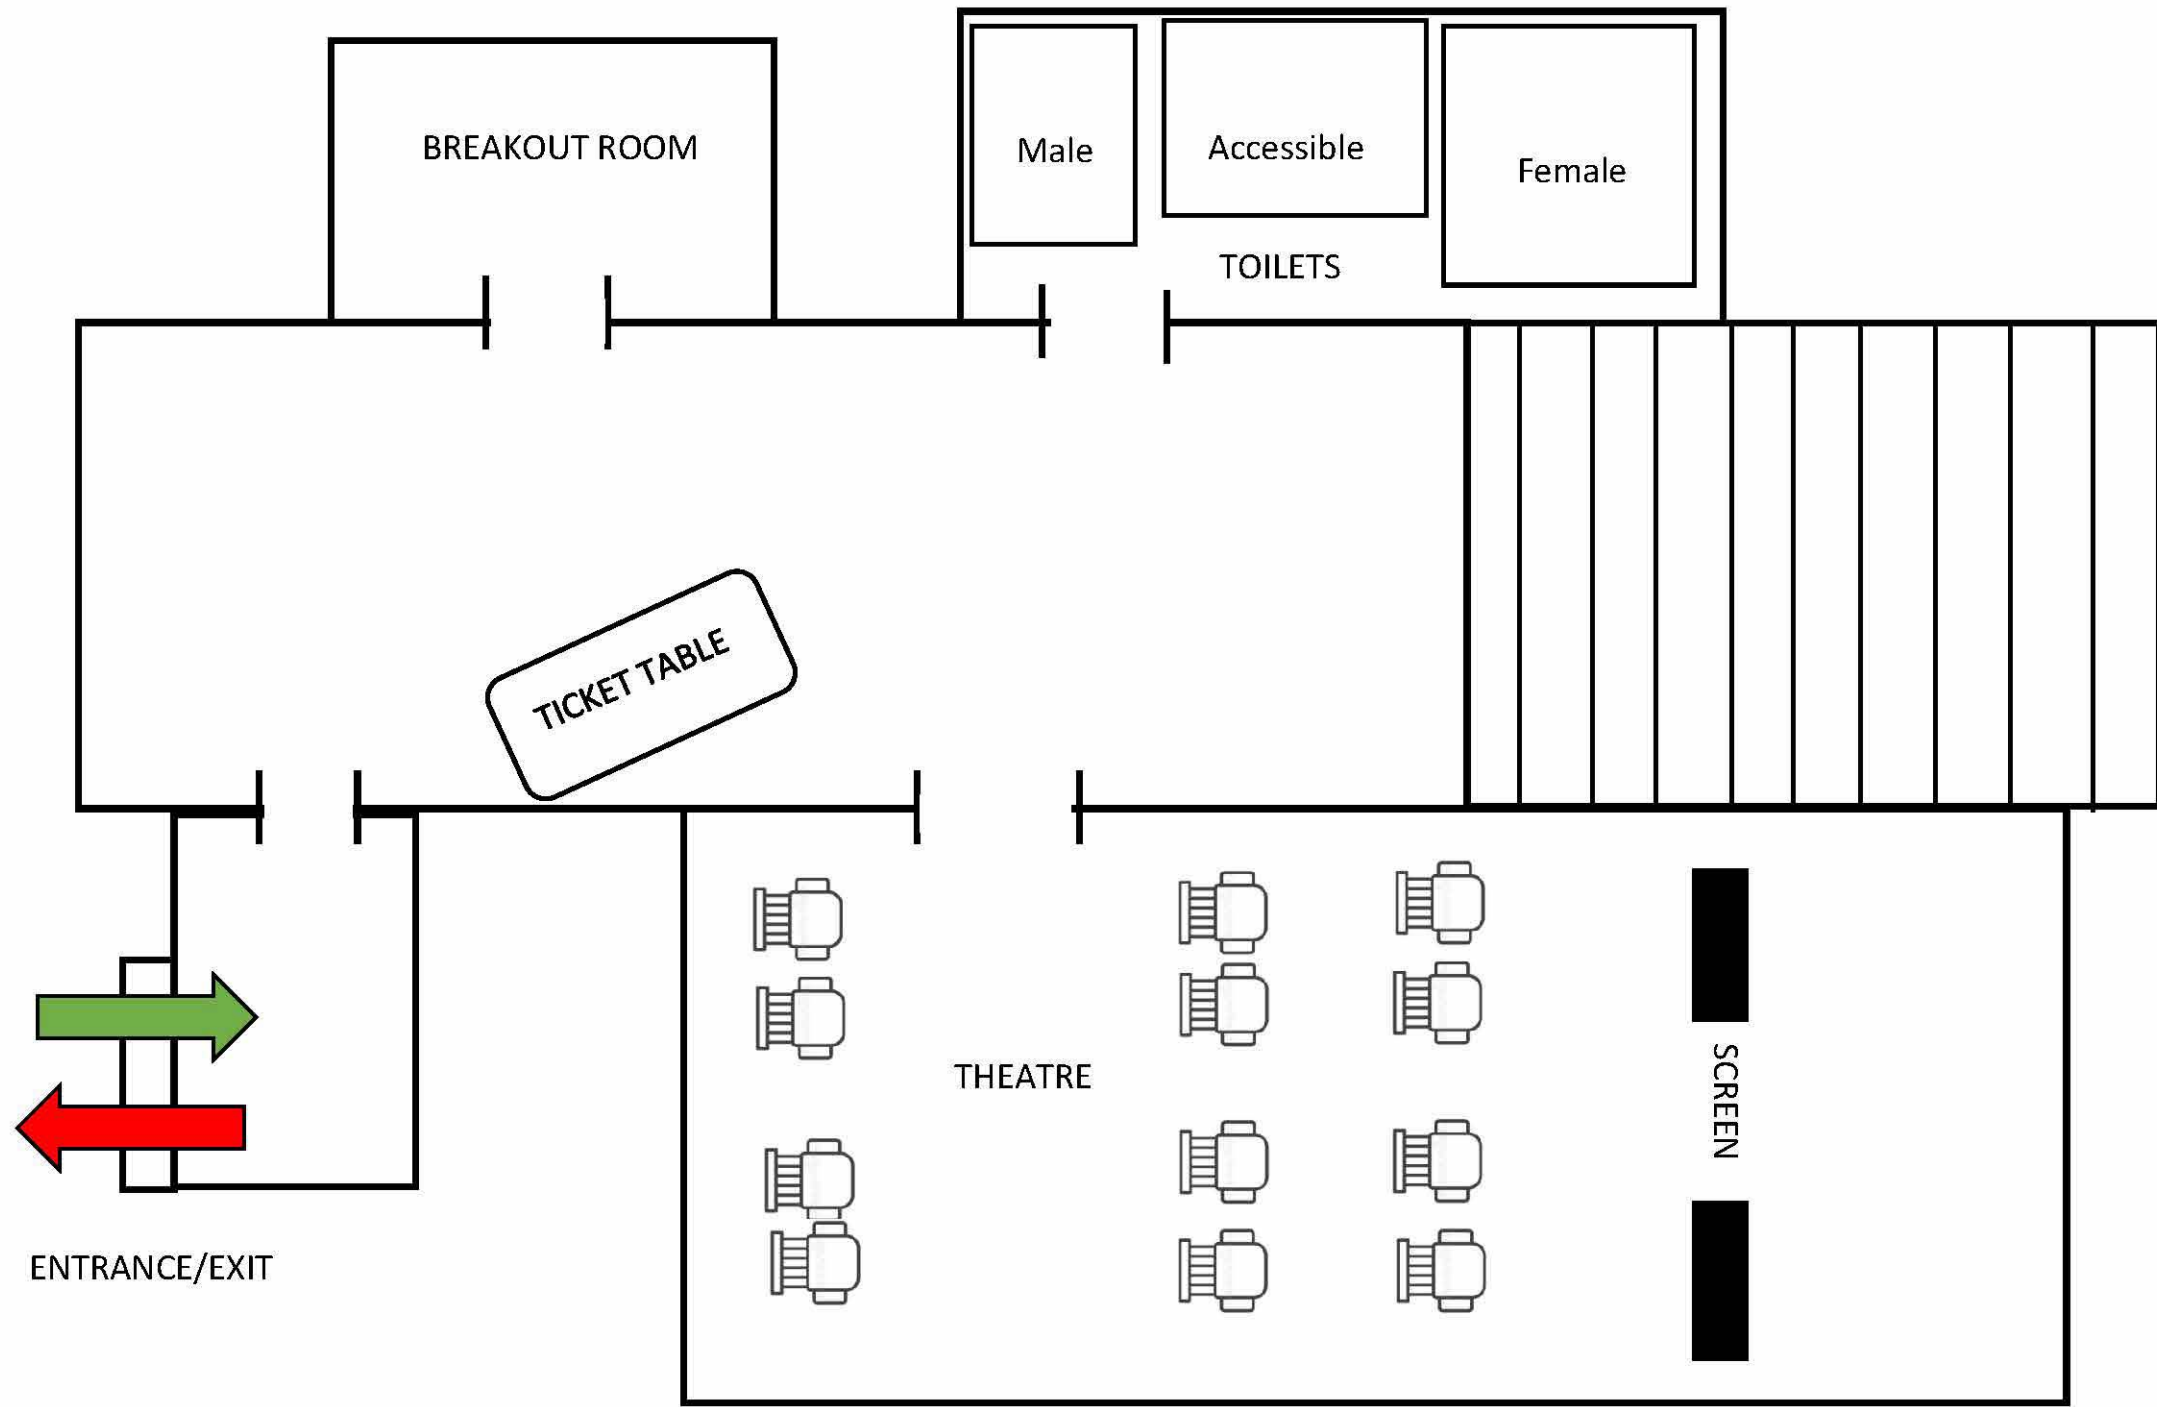 BREAKOUT ROOM
Male
Accessible
Female
TOILETS
TICKET TABLE
THEATRE
SCREEN
ENTRANCE/EXIT